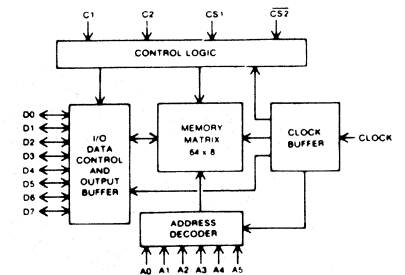 C1 C2 CS1 C̅S̅2̅
CONTROL LOGIC
D0
D1
D2
D3
D4
D5
D6
D7
I/O
DATA
CONTROL
AND
OUTPUT
BUFFER
MEMORY
MATRIX
64 x 8
CLOCK
BUFFER
CLOCK
ADDRESS
DECODER
A0 A1 A2 A3 A4 A5